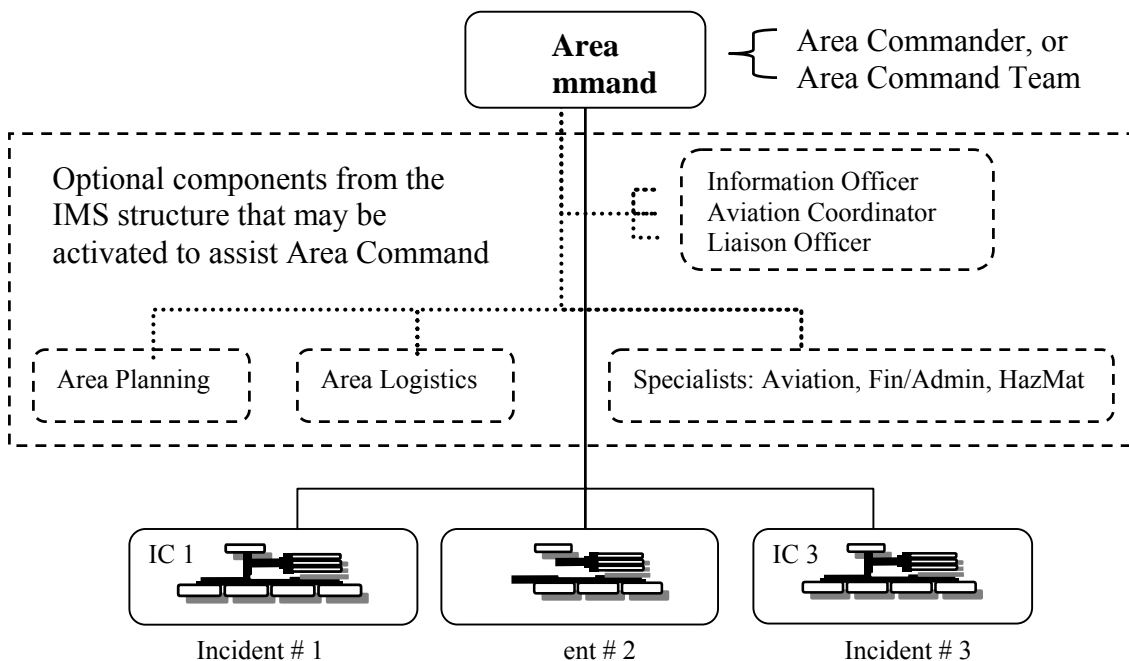 Area
mmand
Area Commander, or
Area Command Team
Optional components from the
IMS structure that may be
activated to assist Area Command
Information Officer
Aviation Coordinator
Liaison Officer
Area Planning
Area Logistics
Specialists: Aviation, Fin/Admin, HazMat
IC 1
IC 3
Incident # 1
ent # 2
Incident # 3